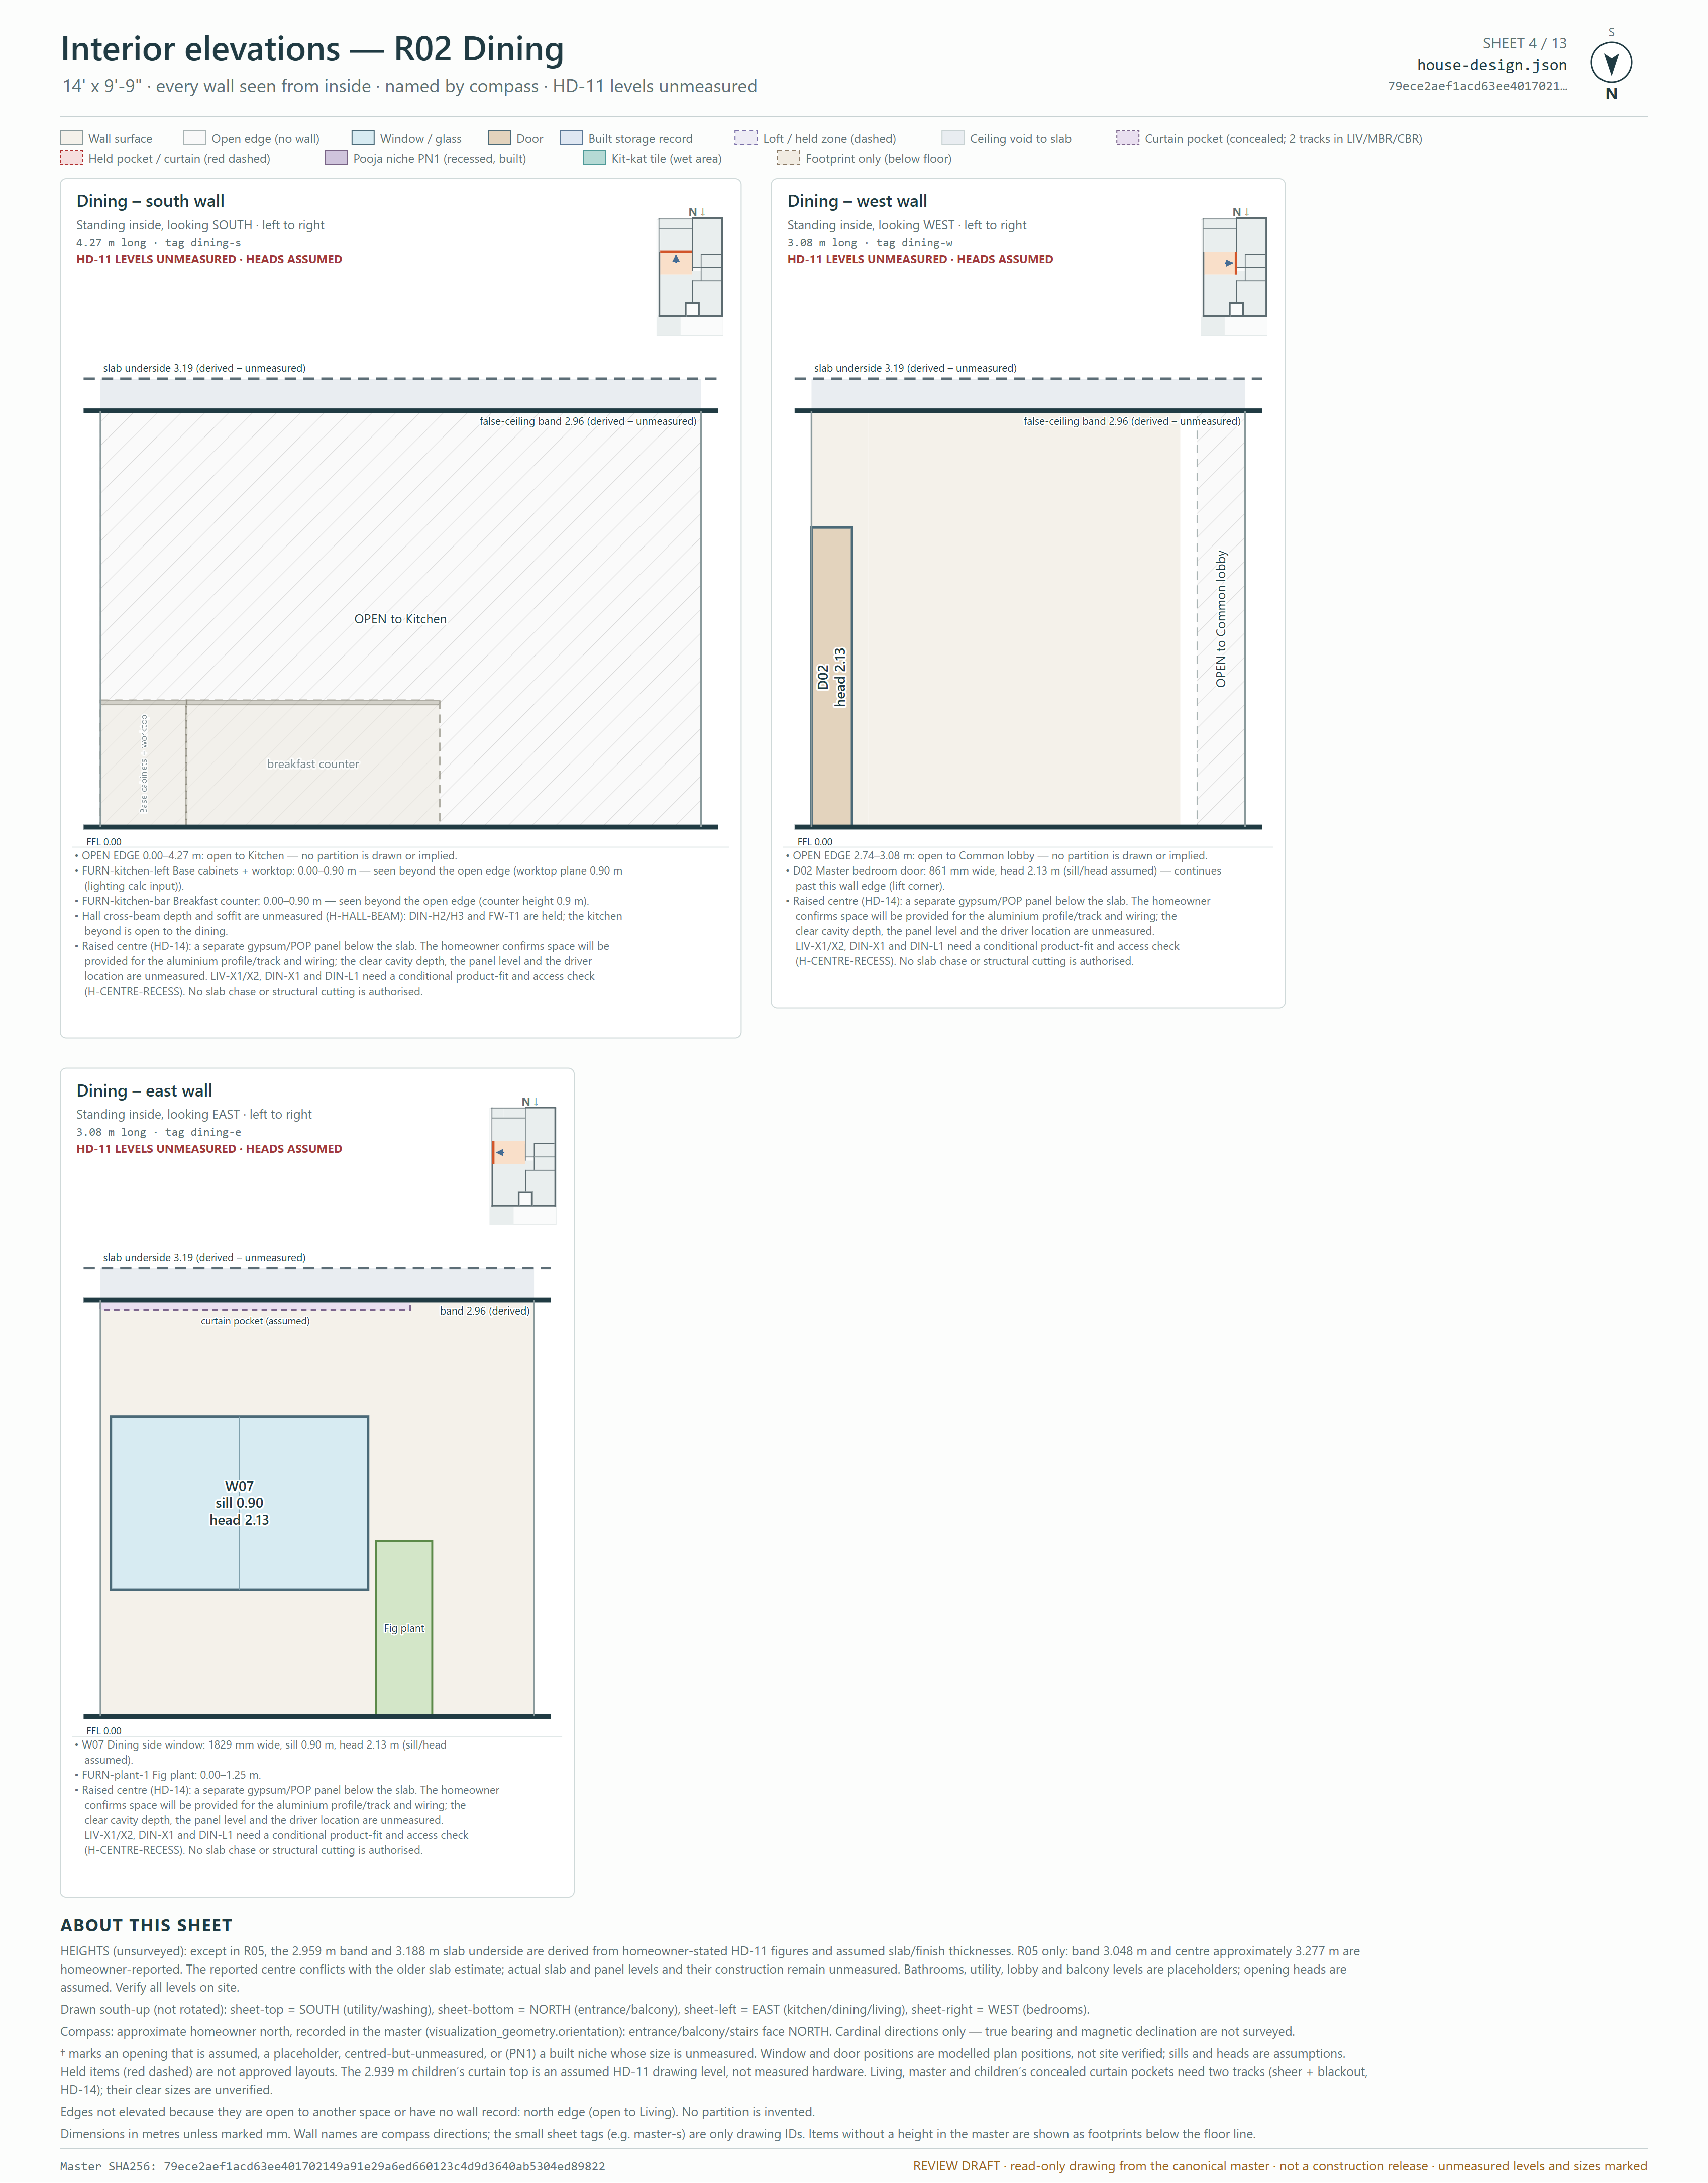 Interior elevations — R02 Dining
14' x 9'-9" · every wall seen from inside · named by compass · HD-11 levels unmeasured
SHEET 4 / 13
house-design.json
79ece2aef1acd63ee4017021…
S
N
Wall surface
Open edge (no wall)
Window / glass
Door
Built storage record
Loft / held zone (dashed)
Ceiling void to slab
Curtain pocket (concealed; 2 tracks in LIV/MBR/CBR)
Held pocket / curtain (red dashed)
Pooja niche PN1 (recessed, built)
Kit-kat tile (wet area)
Footprint only (below floor)
Dining – south wall
Standing inside, looking SOUTH · left to right
4.27 m long · tag dining-s
HD-11 LEVELS UNMEASURED · HEADS ASSUMED
N ↓
slab underside 3.19 (derived – unmeasured)
false-ceiling band 2.96 (derived – unmeasured)
OPEN to Kitchen
Base cabinets + worktop
breakfast counter
FFL 0.00
• OPEN EDGE 0.00–4.27 m: open to Kitchen — no partition is drawn or implied.
• FURN-kitchen-left Base cabinets + worktop: 0.00–0.90 m — seen beyond the open edge (worktop plane 0.90 m
(lighting calc input)).
• FURN-kitchen-bar Breakfast counter: 0.00–0.90 m — seen beyond the open edge (counter height 0.9 m).
• Hall cross-beam depth and soffit are unmeasured (H-HALL-BEAM): DIN-H2/H3 and FW-T1 are held; the kitchen
beyond is open to the dining.
• Raised centre (HD-14): a separate gypsum/POP panel below the slab. The homeowner confirms space will be
provided for the aluminium profile/track and wiring; the clear cavity depth, the panel level and the driver
location are unmeasured. LIV-X1/X2, DIN-X1 and DIN-L1 need a conditional product-fit and access check
(H-CENTRE-RECESS). No slab chase or structural cutting is authorised.
Dining – west wall
Standing inside, looking WEST · left to right
3.08 m long · tag dining-w
HD-11 LEVELS UNMEASURED · HEADS ASSUMED
N ↓
slab underside 3.19 (derived – unmeasured)
false-ceiling band 2.96 (derived – unmeasured)
D02
head 2.13
OPEN to Common lobby
FFL 0.00
• OPEN EDGE 2.74–3.08 m: open to Common lobby — no partition is drawn or implied.
• D02 Master bedroom door: 861 mm wide, head 2.13 m (sill/head assumed) — continues
past this wall edge (lift corner).
• Raised centre (HD-14): a separate gypsum/POP panel below the slab. The homeowner
confirms space will be provided for the aluminium profile/track and wiring; the
clear cavity depth, the panel level and the driver location are unmeasured.
LIV-X1/X2, DIN-X1 and DIN-L1 need a conditional product-fit and access check
(H-CENTRE-RECESS). No slab chase or structural cutting is authorised.
Dining – east wall
Standing inside, looking EAST · left to right
3.08 m long · tag dining-e
HD-11 LEVELS UNMEASURED · HEADS ASSUMED
N ↓
slab underside 3.19 (derived – unmeasured)
band 2.96 (derived)
curtain pocket (assumed)
W07
sill 0.90
head 2.13
Fig plant
FFL 0.00
• W07 Dining side window: 1829 mm wide, sill 0.90 m, head 2.13 m (sill/head
assumed).
• FURN-plant-1 Fig plant: 0.00–1.25 m.
• Raised centre (HD-14): a separate gypsum/POP panel below the slab. The homeowner
confirms space will be provided for the aluminium profile/track and wiring; the
clear cavity depth, the panel level and the driver location are unmeasured.
LIV-X1/X2, DIN-X1 and DIN-L1 need a conditional product-fit and access check
(H-CENTRE-RECESS). No slab chase or structural cutting is authorised.
ABOUT THIS SHEET
HEIGHTS (unsurveyed): except in R05, the 2.959 m band and 3.188 m slab underside are derived from homeowner-stated HD-11 figures and assumed slab/finish thicknesses. R05 only: band 3.048 m and centre approximately 3.277 m are
homeowner-reported. The reported centre conflicts with the older slab estimate; actual slab and panel levels and their construction remain unmeasured. Bathrooms, utility, lobby and balcony levels are placeholders; opening heads are
assumed. Verify all levels on site.
Drawn south-up (not rotated): sheet-top = SOUTH (utility/washing), sheet-bottom = NORTH (entrance/balcony), sheet-left = EAST (kitchen/dining/living), sheet-right = WEST (bedrooms).
Compass: approximate homeowner north, recorded in the master (visualization_geometry.orientation): entrance/balcony/stairs face NORTH. Cardinal directions only — true bearing and magnetic declination are not surveyed.
† marks an opening that is assumed, a placeholder, centred-but-unmeasured, or (PN1) a built niche whose size is unmeasured. Window and door positions are modelled plan positions, not site verified; sills and heads are assumptions.
Held items (red dashed) are not approved layouts. The 2.939 m children's curtain top is an assumed HD-11 drawing level, not measured hardware. Living, master and children's concealed curtain pockets need two tracks (sheer + blackout,
HD-14); their clear sizes are unverified.
Edges not elevated because they are open to another space or have no wall record: north edge (open to Living). No partition is invented.
Dimensions in metres unless marked mm. Wall names are compass directions; the small sheet tags (e.g. master-s) are only drawing IDs. Items without a height in the master are shown as footprints below the floor line.
Master SHA256: 79ece2aef1acd63ee401702149a91e29a6ed660123c4d9d3640ab5304ed89822
REVIEW DRAFT · read-only drawing from the canonical master · not a construction release · unmeasured levels and sizes marked